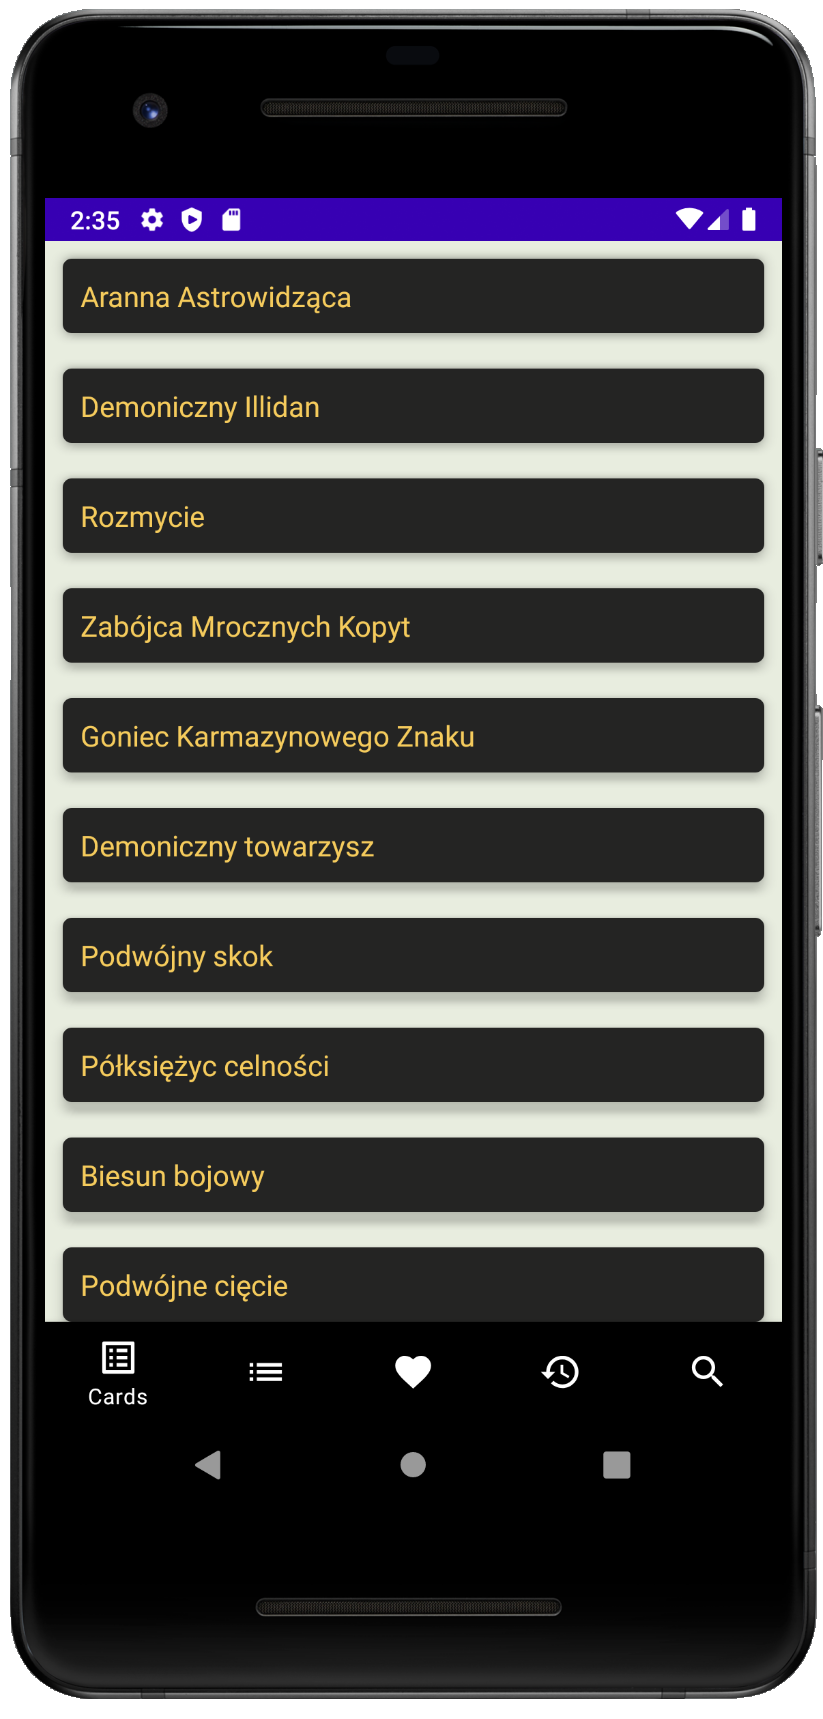 2:35
Aranna Astrowidząca
Demoniczny Illidan
Rozmycie
Zabójca Mrocznych Kopyt
Goniec Karmazynowego Znaku
Demoniczny towarzysz
Podwójny skok
Półksiężyc celności
Biesun bojowy
Podwójne cięcie
Cards